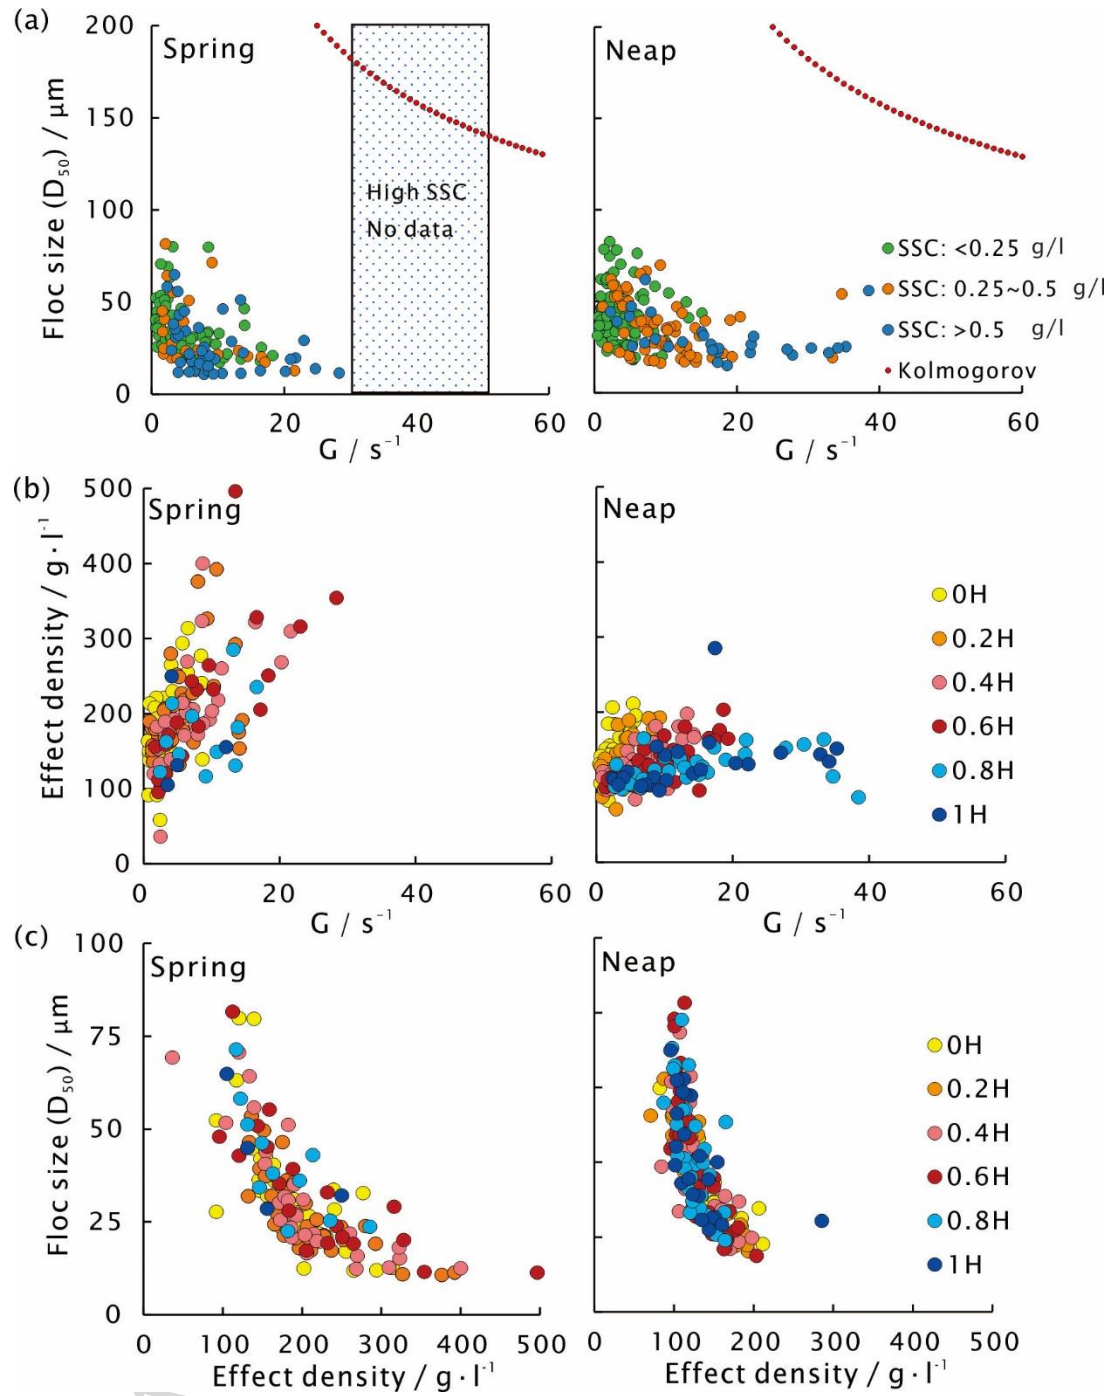 (a)
Spring
Neap
Floc size (D₅₀) / μm
200
150
100
50
0
High SSC
No data
SSC: <0.25 g/l
SSC: 0.25~0.5 g/l
SSC: >0.5 g/l
Kolmogorov
0 20 40 60
G / s⁻¹
0 20 40 60
G / s⁻¹
(b)
Spring
Neap
Effect density / g·l⁻¹
500
400
300
200
100
0
0H
0.2H
0.4H
0.6H
0.8H
1H
0 20 40 60
G / s⁻¹
0 20 40 60
G / s⁻¹
(c)
Spring
Neap
Floc size (D₅₀) / μm
100
75
50
25
0
0H
0.2H
0.4H
0.6H
0.8H
1H
0 100 200 300 400 500
Effect density / g·l⁻¹
0 100 200 300 400 500
Effect density / g·l⁻¹